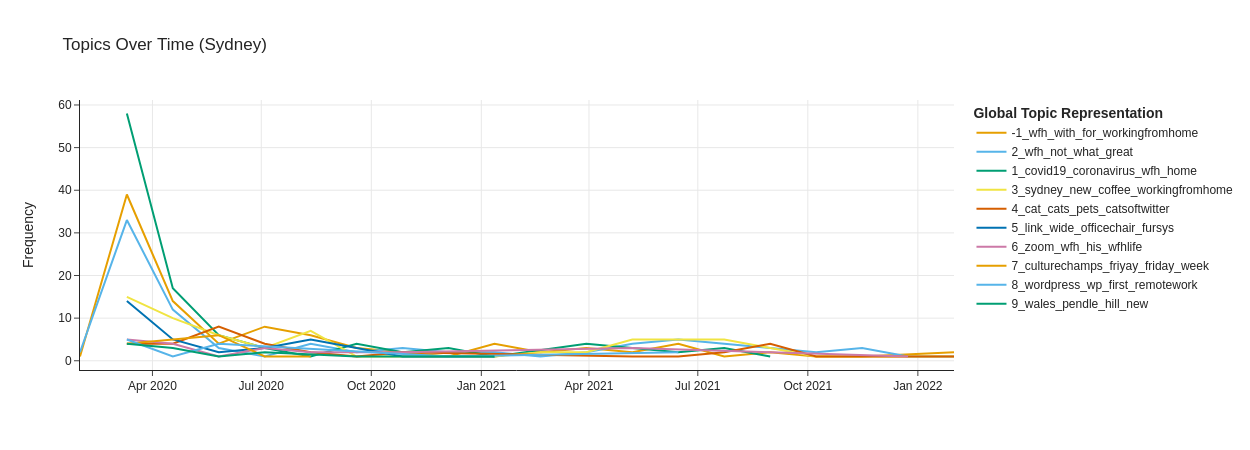 Topics Over Time (Sydney)
Frequency
60
50
40
30
20
10
0
Apr 2020
Jul 2020
Oct 2020
Jan 2021
Apr 2021
Jul 2021
Oct 2021
Jan 2022
Global Topic Representation
-1_wfh_with_for_workingfromhome
2_wfh_not_what_great
1_covid19_coronavirus_wfh_home
3_sydney_new_coffee_workingfromhome
4_cat_cats_pets_catsoftwitter
5_link_wide_officechair_fursys
6_zoom_wfh_his_wfhlife
7_culturechamps_friyay_friday_week
8_wordpress_wp_first_remotework
9_wales_pendle_hill_new